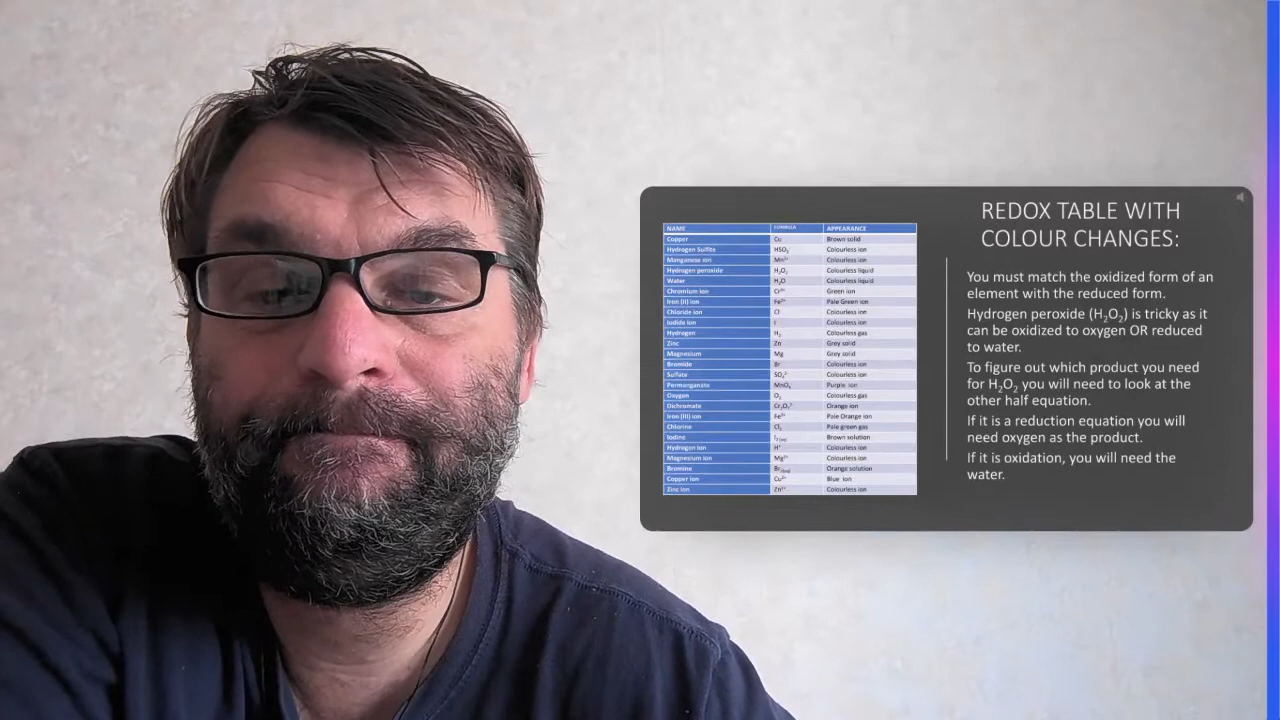 REDOX TABLE WITH
COLOUR CHANGES:
NAME FORMULA APPEARANCE
Copper Cu Brown solid
Hydrogen Sulfite HSO₃⁻ Colourless ion
Manganese ion Mn²⁺ Colourless ion
Hydrogen peroxide H₂O₂ Colourless liquid
Water H₂O Colourless liquid
Chromium ion Cr³⁺ Green ion
Iron (II) ion Fe²⁺ Pale Green ion
Chloride ion Cl⁻ Colourless ion
Iodide ion I⁻ Colourless ion
Hydrogen H₂ Colourless gas
Zinc Zn Grey solid
Magnesium Mg Grey solid
Bromide Br⁻ Colourless ion
Sulfate SO₄²⁻ Colourless ion
Permanganate MnO₄⁻ Purple ion
Oxygen O₂ Colourless gas
Dichromate Cr₂O₇²⁻ Orange ion
Iron (III) ion Fe³⁺ Pale Orange ion
Chlorine Cl₂ Pale green gas
Iodine I₂(aq) Brown solution
Hydrogen ion H⁺ Colourless ion
Magnesium ion Mg²⁺ Colourless ion
Bromine Br₂(aq) Orange solution
Copper ion Cu²⁺ Blue ion
Zinc ion Zn²⁺ Colourless ion
You must match the oxidized form of an
element with the reduced form.
Hydrogen peroxide (H₂O₂) is tricky as it
can be oxidized to oxygen OR reduced
to water.
To figure out which product you need
for H₂O₂ you will need to look at the
other half equation.
If it is a reduction equation you will
need oxygen as the product.
If it is oxidation, you will need the
water.